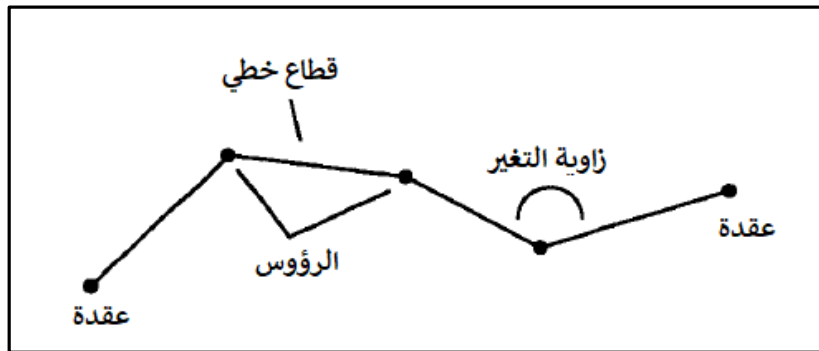 قطاع خطي
زاوية التغير
عقدة
الرؤوس
عقدة